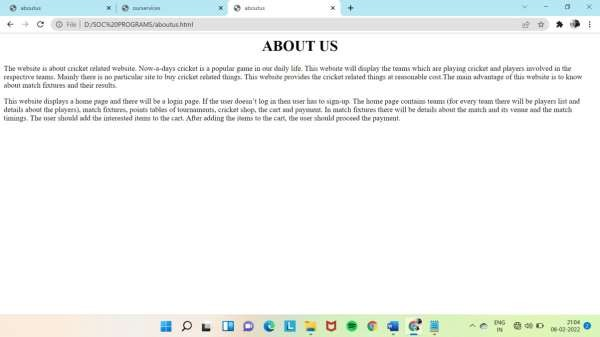 aboutus
ourservices
aboutus
File | D:/SOC%20PROGRAMS/aboutus.html
ABOUT US
The website is about cricket related website. Now-a-days cricket is a popular game in our daily life. This website will display the teams which are playing cricket and players involved in the
respective teams. Mainly there is no particular site to buy cricket related things. This website provides the cricket related things at reasonable cost.The main advantage of this website is to know
about match fixtures and their results.
This website displays a home page and there will be a login page. If the user doesn't log in then user has to sign-up. The home page contains teams (for every team there will be players list and
details about the players), match fixtures, points tables of tournaments, cricket shop, the cart and payment. In match fixtures there will be details about the match and its venue and the match
timings. The user should add the interested items to the cart. After adding the items to the cart, the user should proceed the payment.
ENG
IN
21:04
06-02-2022